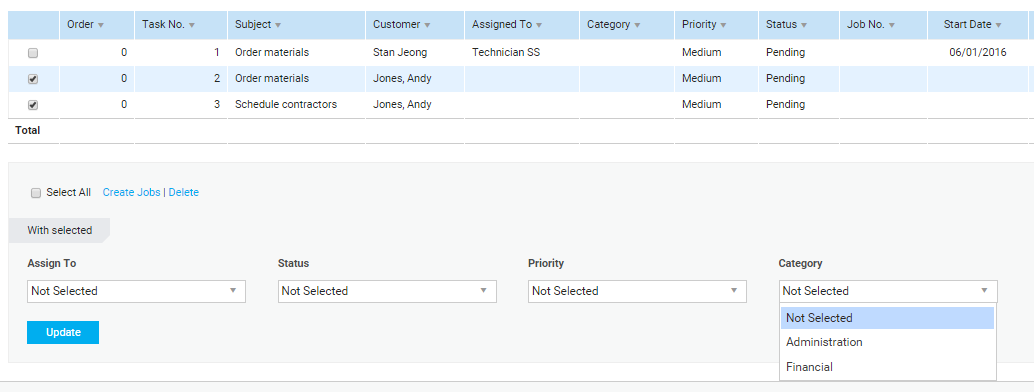 Order Task No. Subject Customer Assigned To Category Priority Status Job No. Start Date
0 1 Order materials Stan Jeong Technician SS Medium Pending 06/01/2016
0 2 Order materials Jones, Andy Medium Pending
0 3 Schedule contractors Jones, Andy Medium Pending
Total
Select All Create Jobs | Delete
With selected
Assign To Status Priority Category
Not Selected Not Selected Not Selected Not Selected
Not Selected
Update
Administration
Financial